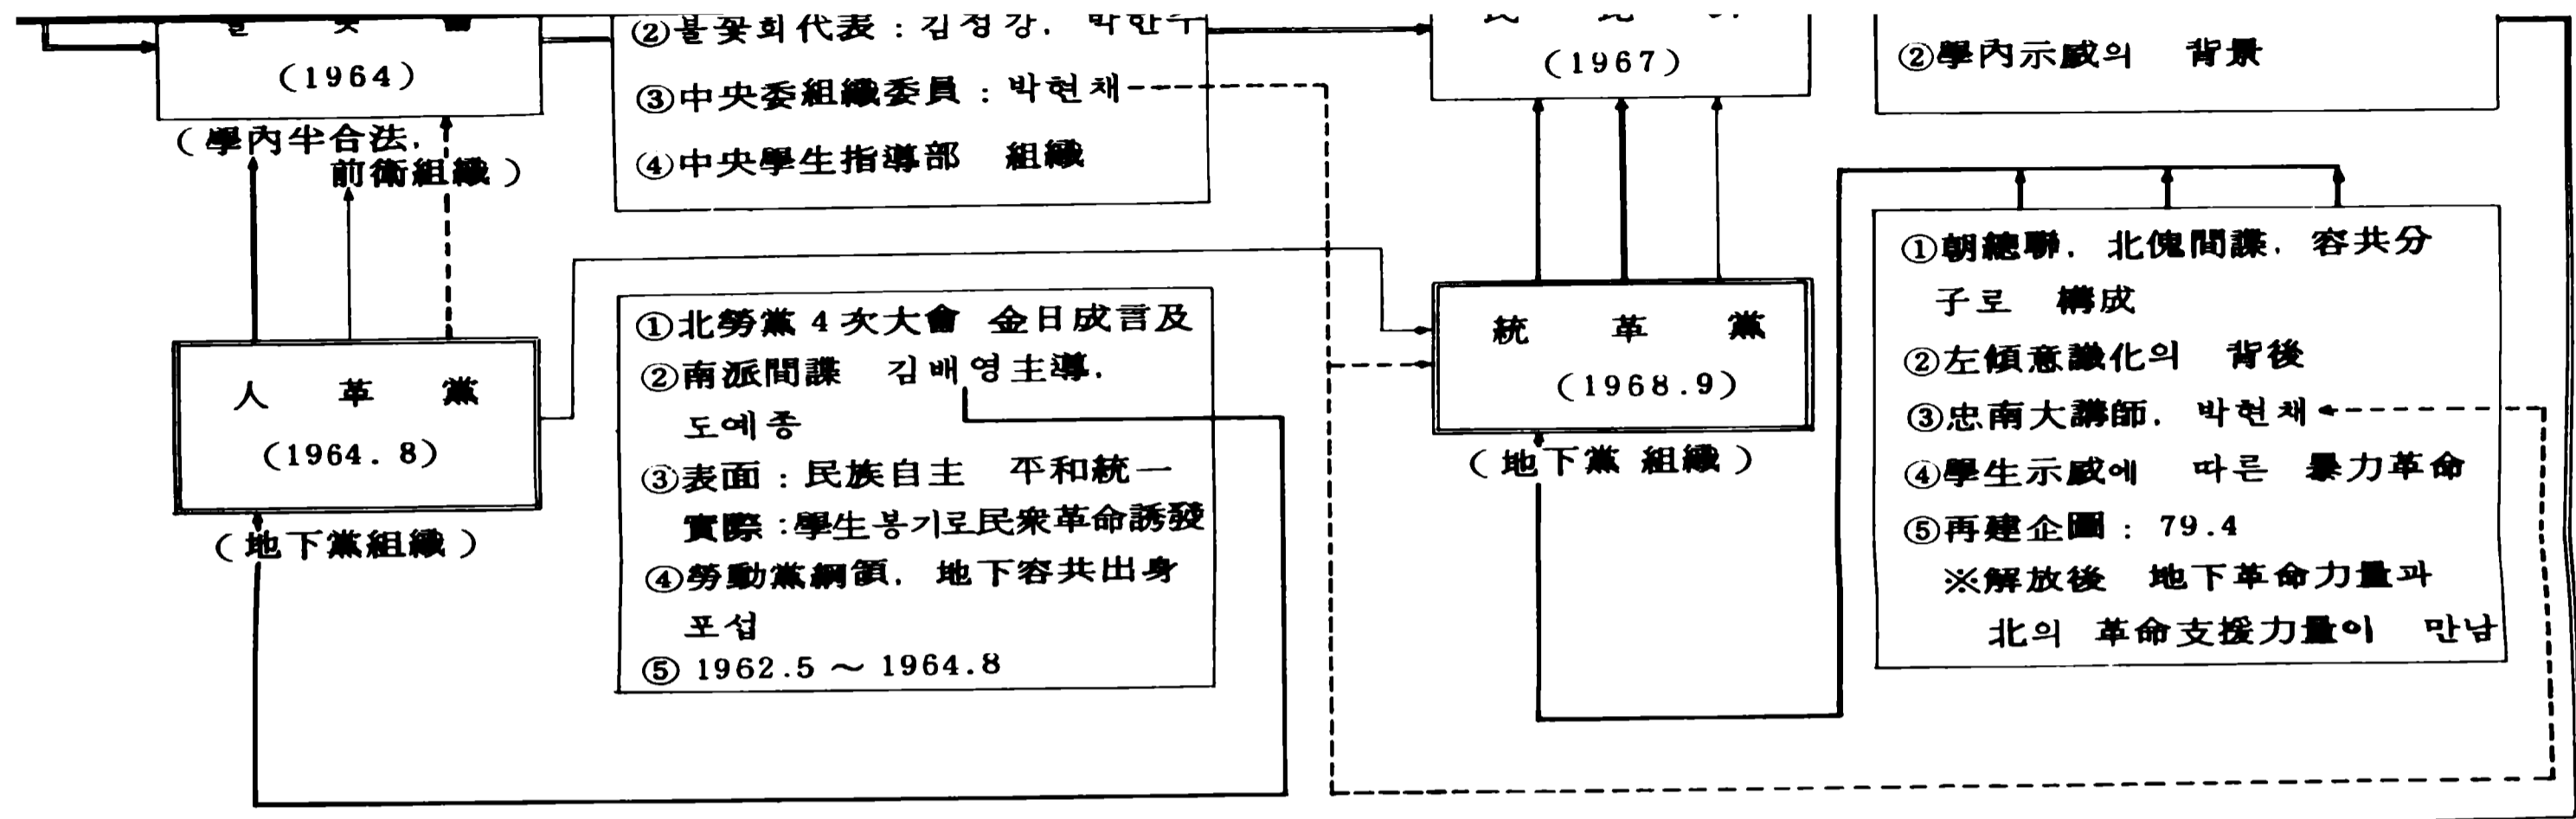 (1964)
(學內半合法,
前衛組織)
②불꽃회代表 : 김정강, 박한수
③中央委組織委員 : 박현채
④中央學生指導部 組織
(1967)
②學內示威의 背景
人 革 黨
(1964. 8)
(地下黨組織)
①北勞黨 4 次大會 金日成言及
②南派間諜 김배영主導,
도예종
③表面 : 民族自主 平和統一
實際 : 學生봉기로民衆革命誘發
④勞動黨綱領, 地下容共出身
포섭
⑤ 1962.5 ~ 1964.8
統 革 黨
(1968.9)
(地下黨 組織)
①朝總聯, 北傀間諜, 容共分
子로 構成
②左傾意識化의 背後
③忠南大講師, 박현채
④學生示威에 따른 暴力革命
⑤再建企圖 : 79.4
※解放後 地下革命力量과
北의 革命支援力量이 만남